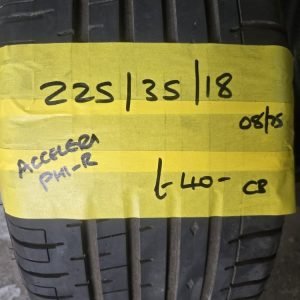 225/35/18
08/25
ACCELERA
PHI-R
£-40- CB